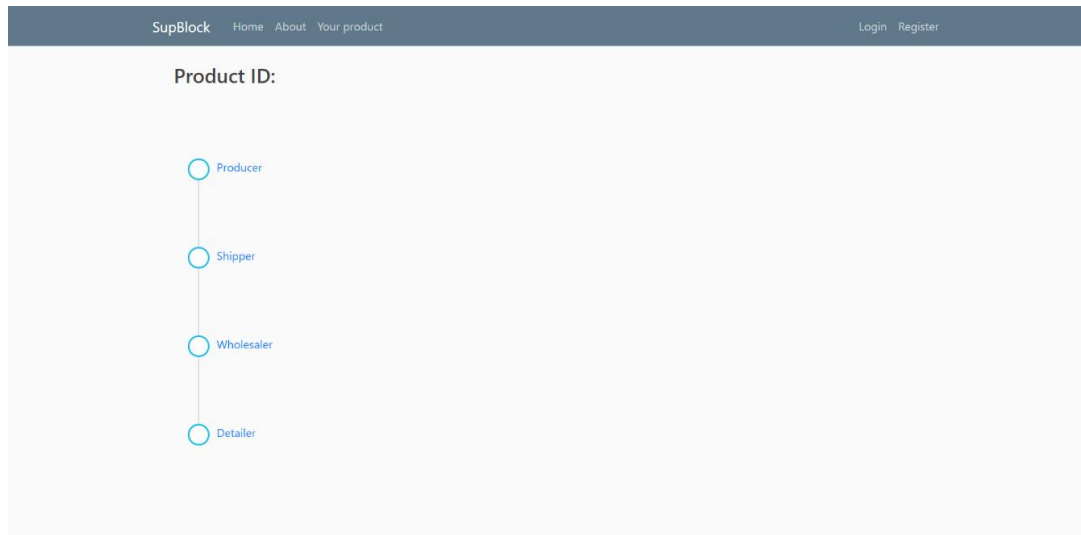 SupBlock Home About Your product Login Register
Product ID:
Producer
Shipper
Wholesaler
Detailer